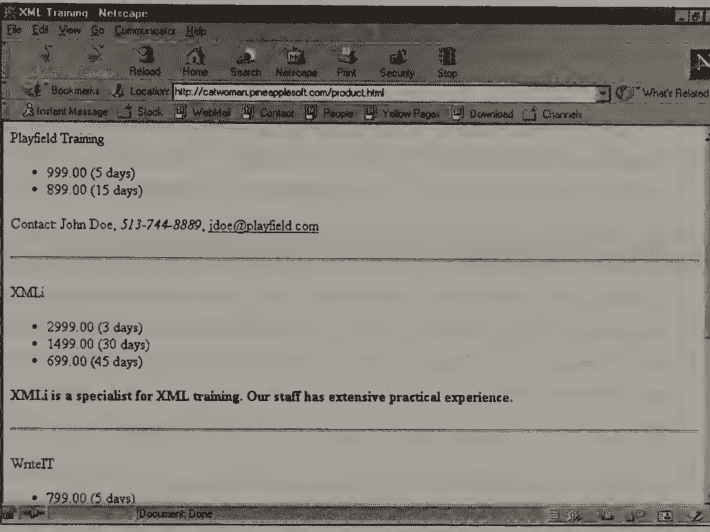 XML Training Netscape
File Edit View Go Communicator Help
Reload Home Search Netscape Print Security Stop
N
Bookmarks Location: http://catwoman.pineapplesoft.com/product.html What's Related
Instant Message Stock WebMail Contact People Yellow Pages Download Channels
Playfield Training
• 999.00 (5 days)
• 899.00 (15 days)
Contact: John Doe, 513-744-8889, jdoe@playfield.com
XMLi
• 2999.00 (3 days)
• 1499.00 (30 days)
• 699.00 (45 days)
XMLi is a specialist for XML training. Our staff has extensive practical experience.
WriteIT
• 799.00 (5 days)
Document: Done